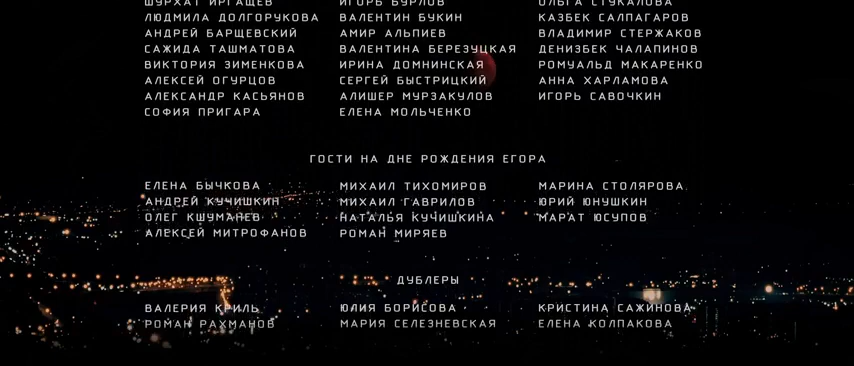 ШУРХАТ ИРГАЩЕВ ИГОРЬ БУРЛОВ ОЛЬГА СТУКАЛОВА
ЛЮДМИЛА ДОЛГОРУКОВА ВАЛЕНТИН БУКИН КАЗБЕК САЛПАГАРОВ
АНДРЕЙ БАРЩЕВСКИЙ АМИР АЛЬПИЕВ ВЛАДИМИР СТЕРЖАКОВ
САЖИДА ТАШМАТОВА ВАЛЕНТИНА БЕРЕЗУЦКАЯ ДЕНИЗБЕК ЧАЛАПИНОВ
ВИКТОРИЯ ЗИМЕНКОВА ИРИНА ДОМНИНСКАЯ РОМУАЛЬД МАКАРЕНКО
АЛЕКСЕЙ ОГУРЦОВ СЕРГЕЙ БЫСТРИЦКИЙ АННА ХАРЛАМОВА
АЛЕКСАНДР КАСЬЯНОВ АЛИШЕР МУРЗАКУЛОВ ИГОРЬ САВОЧКИН
СОФИЯ ПРИГАРА ЕЛЕНА МОЛЬЧЕНКО
ГОСТИ НА ДНЕ РОЖДЕНИЯ ЕГОРА
ЕЛЕНА БЫЧКОВА МИХАИЛ ТИХОМИРОВ МАРИНА СТОЛЯРОВА
АНДРЕЙ КУЧИШКИН МИХАИЛ ГАВРИЛОВ ЮРИЙ ЮНУШКИН
ОЛЕГ КШУМАНЕВ НАТАЛЬЯ КУЧИШКИНА МАРАТ ЮСУПОВ
АЛЕКСЕЙ МИТРОФАНОВ РОМАН МИРЯЕВ
ДУБЛЕРЫ
ВАЛЕРИЯ КРИЛЬ ЮЛИЯ БОРИСОВА КРИСТИНА САЖИНОВА
РОМАН РАХМАНОВ МАРИЯ СЕЛЕЗНЕВСКАЯ ЕЛЕНА КОЛПАКОВА